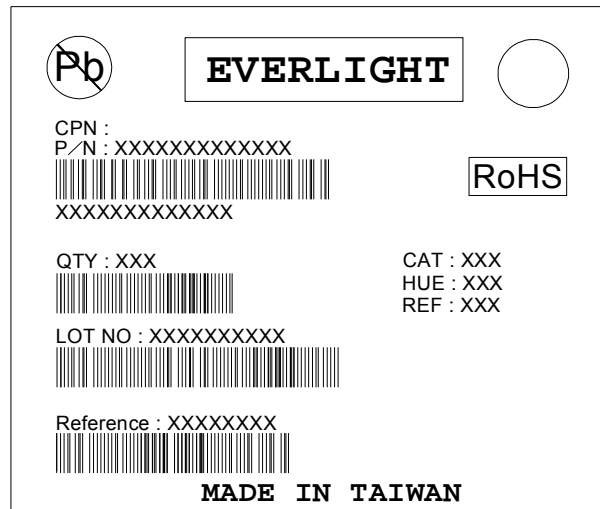 Pb
EVERLIGHT
CPN :
P/N : XXXXXXXXXXXXX
RoHS
XXXXXXXXXXXXX
QTY : XXX
CAT : XXX
HUE : XXX
REF : XXX
LOT NO : XXXXXXXXXX
Reference : XXXXXXXX
MADE IN TAIWAN